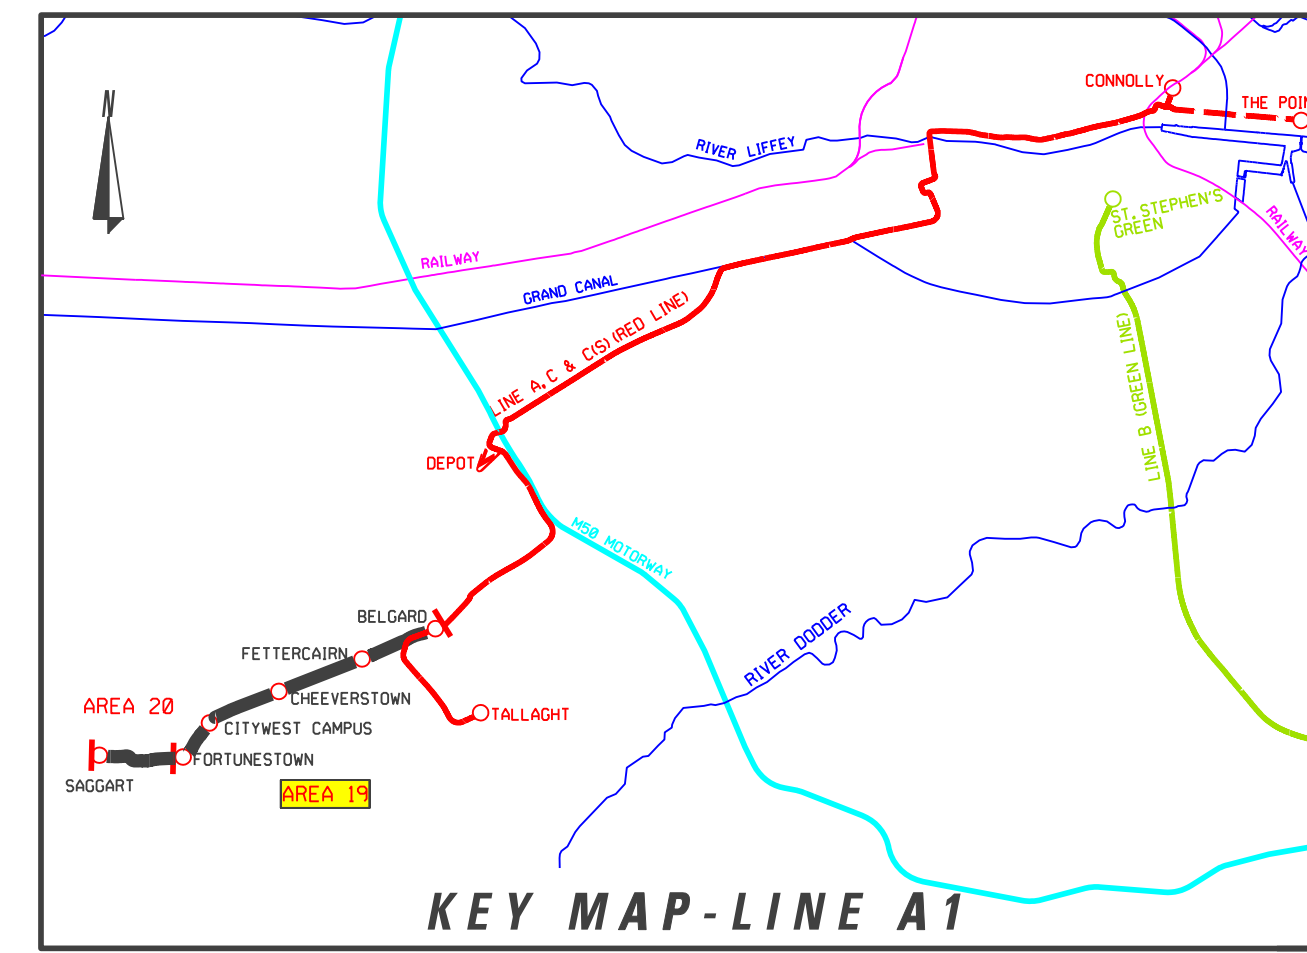 N
CONNOLLY
THE POIN
RIVER LIFFEY
ST. STEPHEN'S
GREEN
RAILWAY
RAILWAY
GRAND CANAL
LINE A,C & C(S) (RED LINE)
LINE B (GREEN LINE)
DEPOT
M50 MOTORWAY
BELGARD
RIVER DODDER
FETTERCAIRN
CHEEVERSTOWN
AREA 20
TALLAGHT
CITYWEST CAMPUS
FORTUNESTOWN
SAGGART
AREA 19
KEY MAP-LINE A1